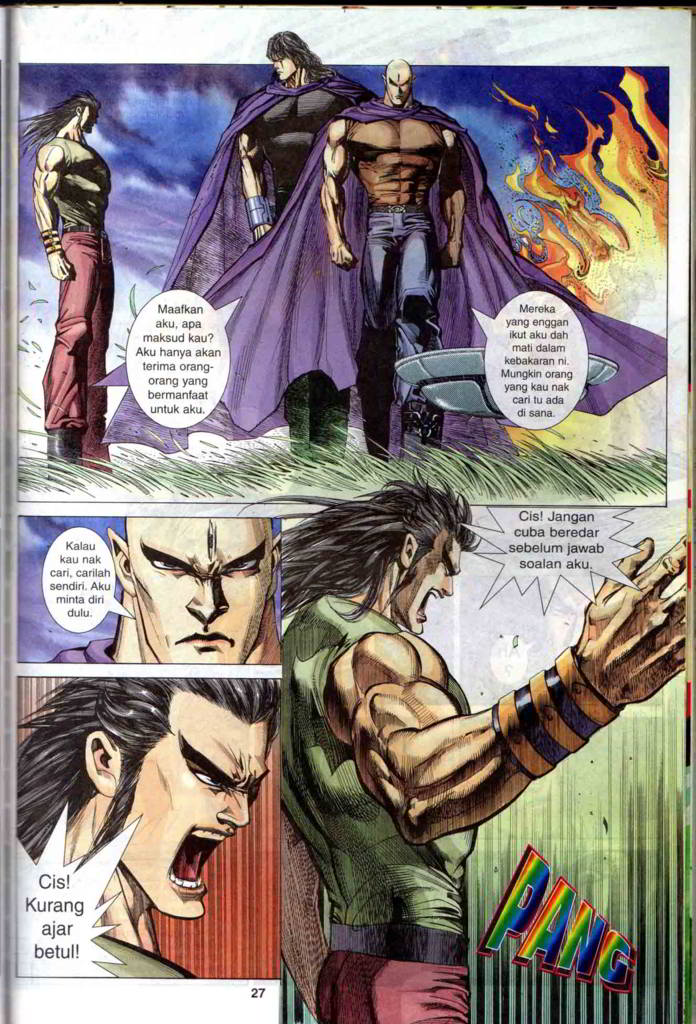 Maafkan
aku, apa
maksud kau?
Aku hanya akan
terima orang-
orang yang
bermanfaat
untuk aku.
Mereka
yang enggan
ikut aku dah
mati dalam
kebakaran ni.
Mungkin orang
yang kau nak
cari tu ada
di sana.
Kalau
kau nak
cari, carilah
sendiri. Aku
minta diri
dulu.
Cis! Jangan
cuba beredar
sebelum jawab
soalan aku.
Cis!
Kurang
ajar
betul!
PANG
27